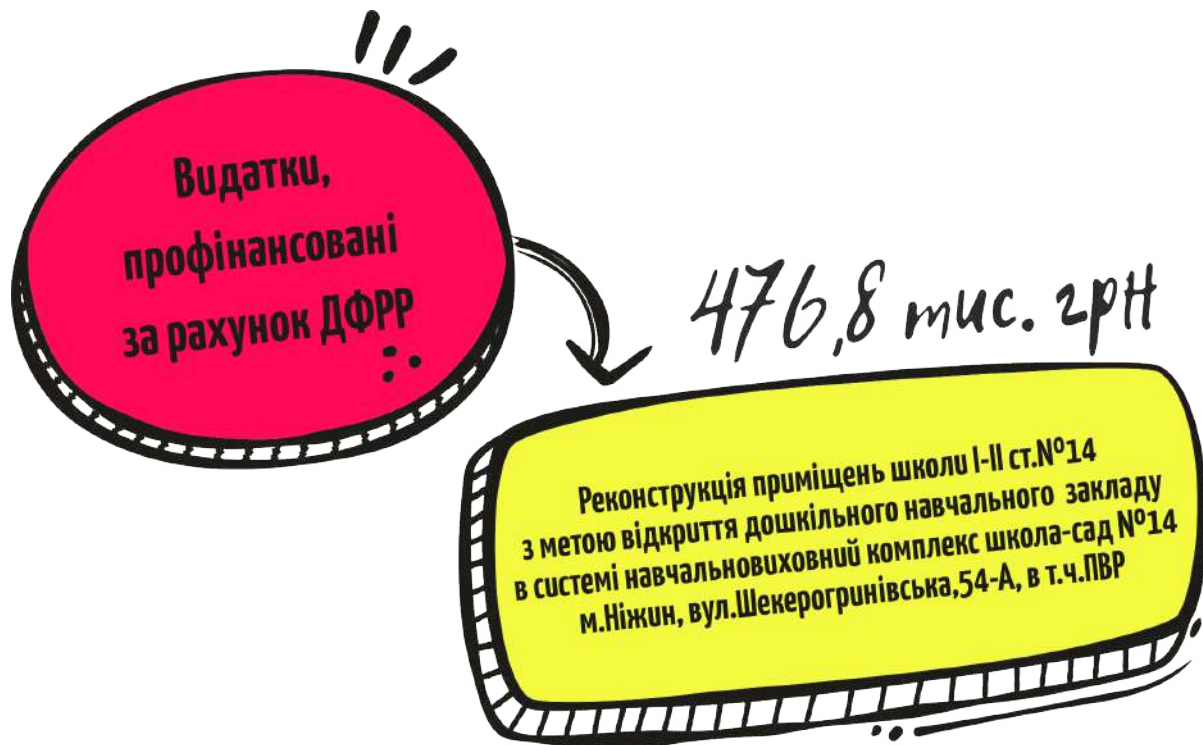 Видатки,
профінансовані
за рахунок ДФРР
476,8 тис. грн
Реконструкція приміщень школи І-ІІ ст.№14
з метою відкриття дошкільного навчального закладу
в системі навчальновиховний комплекс школа-сад №14
м.Ніжин, вул.Шекерогринівська,54-А, в т.ч.ПВР